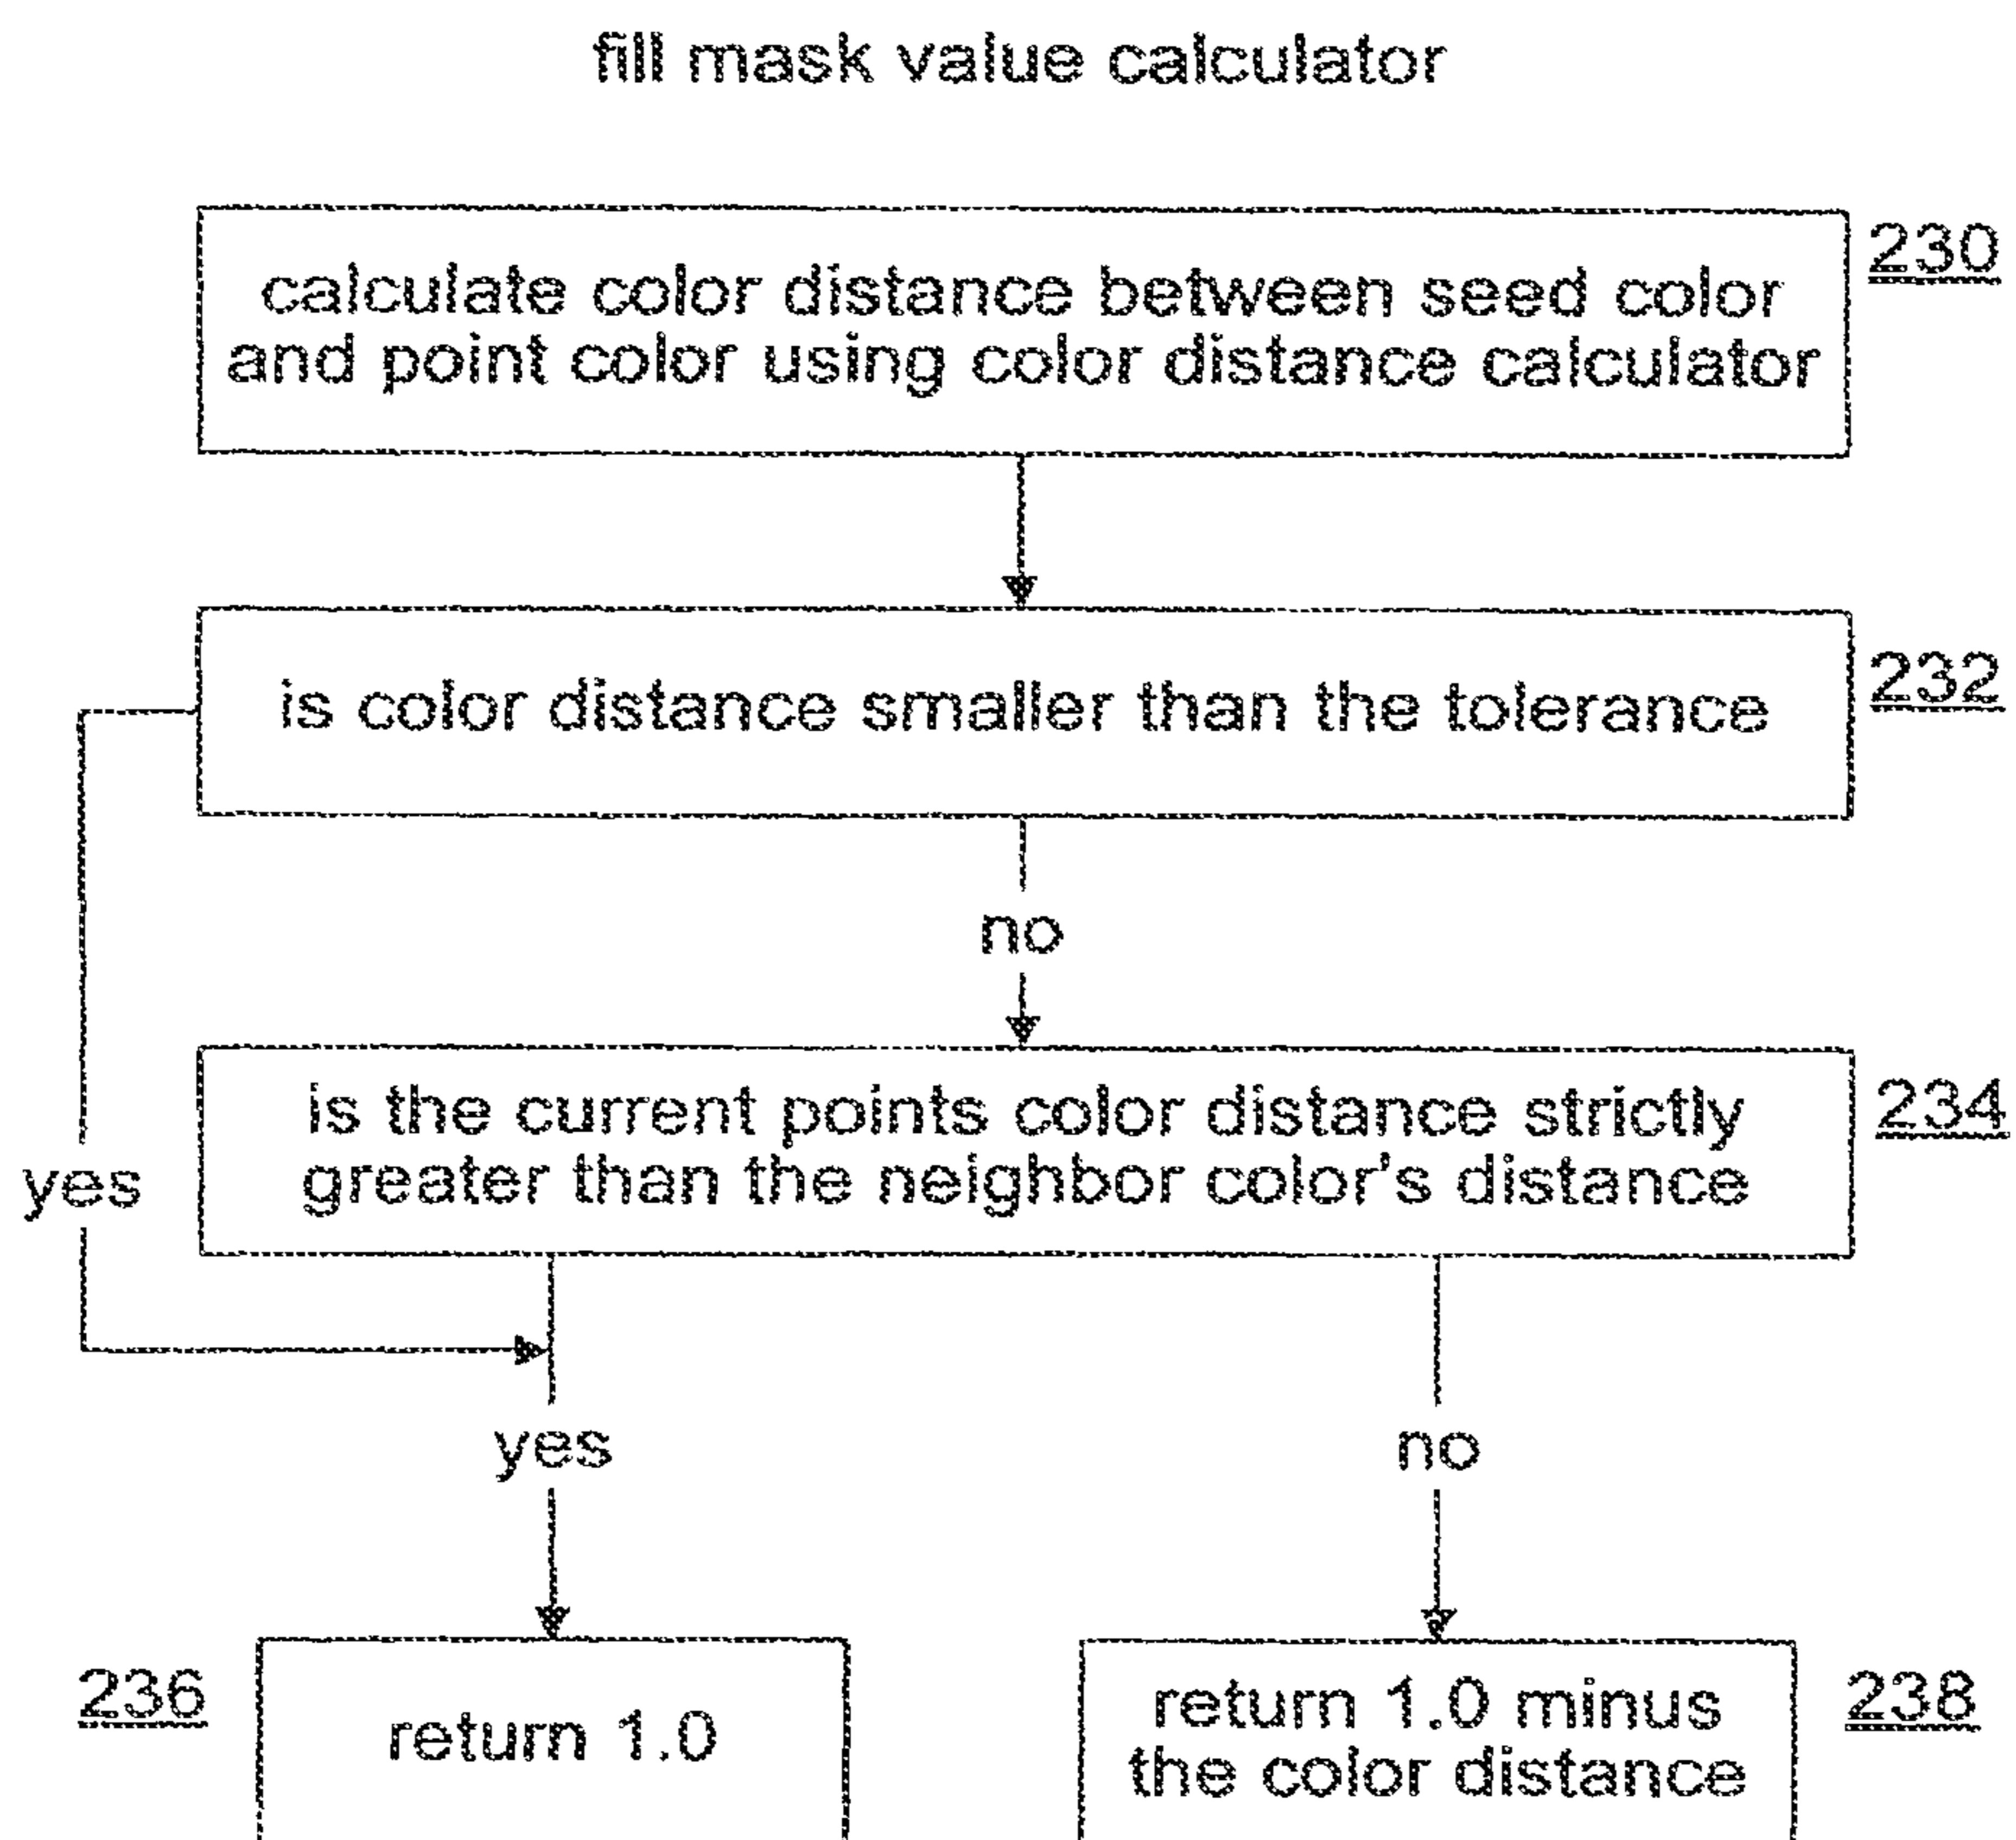 fill mask value calculator
230
calculate color distance between seed color
and point color using color distance calculator
232
is color distance smaller than the tolerance
no
234
is the current points color distance strictly
greater than the neighbor color's distance
yes
yes
no
236
return 1.0
238
return 1.0 minus
the color distance